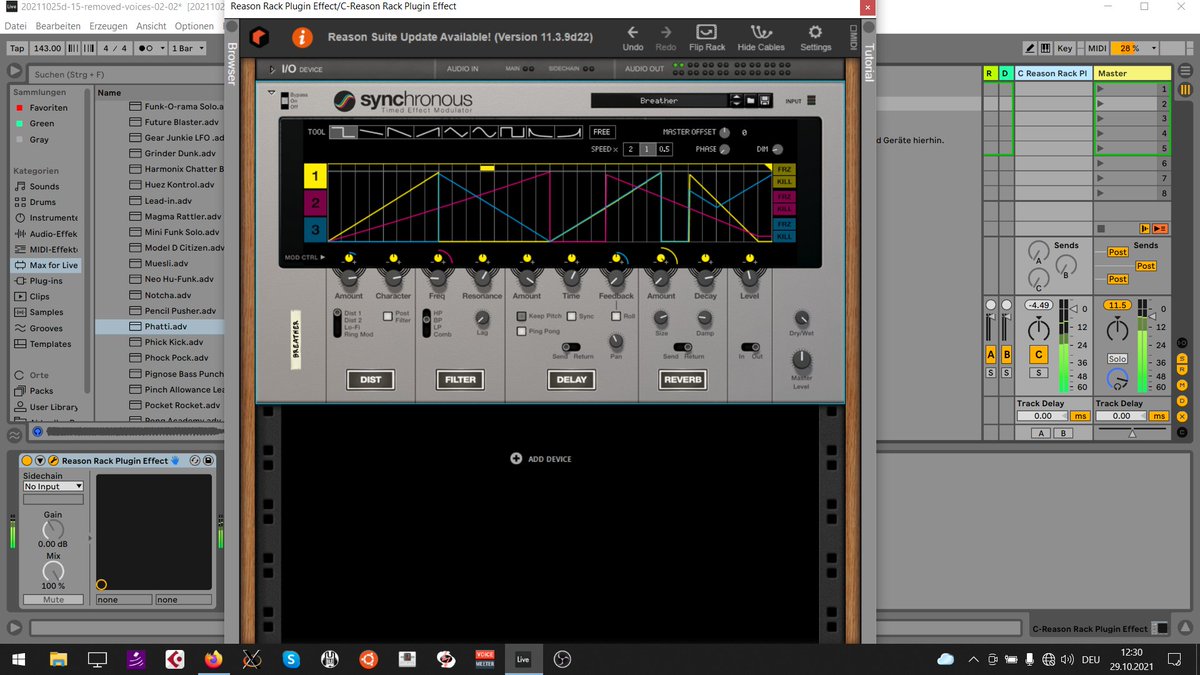 20211025d-15-removed-voices-02-02* [2021102
Reason Rack Plugin Effect/C-Reason Rack Plugin Effect
Datei Bearbeiten Erzeugen Ansicht Optionen
Reason Suite Update Available! (Version 11.3.9d22)
Undo Redo Flip Rack Hide Cables Settings
MIDI
Browser
Tutorial
Tap 143.00 4 / 4 1 Bar
Key MIDI 28 %
I/O DEVICE AUDIO IN MAIN SIDECHAIN AUDIO OUT
Suchen (Strg + F)
R D C Reason Rack Pl Master
Sammlungen
Favoriten
Green
Gray
Kategorien
Sounds
Drums
Instrumente
Audio-Effek
MIDI-Effekt
Max for Live
Plug-ins
Clips
Samples
Grooves
Templates
Orte
Packs
User Library
Name
Funk-O-rama Solo.a
Future Blaster.adv
Gear Junkie LFO .ad
Grinder Dunk.adv
Harmonix Chatter B
Huez Kontrol.adv
Lead-in.adv
Magma Rattler.adv
Mini Funk Solo.adv
Model D Citizen.adv
Muesli.adv
Neo Hu-Funk.adv
Notcha.adv
Pencil Pusher.adv
Phatti.adv
Phick Kick.adv
Phock Pock.adv
Pignose Bass Punch
Pinch Allowance Lea
Pocket Rocket.adv
Bypass
On
Off
synchronous
Timed Effect Modulator
Breather
INPUT
TOOL FREE MASTER OFFSET 0
SPEED× 2 1 0.5 PHASE DIM
1
2
3
FRZ
KILL
FRZ
KILL
FRZ
KILL
MOD CTRL
Amount Character Freq Resonance Amount Time Feedback Amount Decay Level
BREATHER
Dist 1
Dist 2
Lo-Fi
Ring Mod
Post Filter
HP
BP
LP
Comb
Lag
Keep Pitch Sync Roll
Ping Pong
Send Return
Pan
Size Damp
Send Return
In Out
Dry/Wet
Master Level
DIST FILTER DELAY REVERB
ADD DEVICE
d Geräte hierhin.
1
2
3
4
5
6
7
8
Sends Sends
A
B
C
Post
Post
Post
-4.49 11.5
0 0
12 12
24 24
36 36
48 48
60 60
A B C Solo
S S S
Track Delay Track Delay
0.00 ms 0.00 ms
A B
Reason Rack Plugin Effect
Sidechain
No Input
Gain
0.00 dB
Mix
100 %
Mute none none
C-Reason Rack Plugin Effect
VOICE MEETER
Live
DEU
12:30
29.10.2021